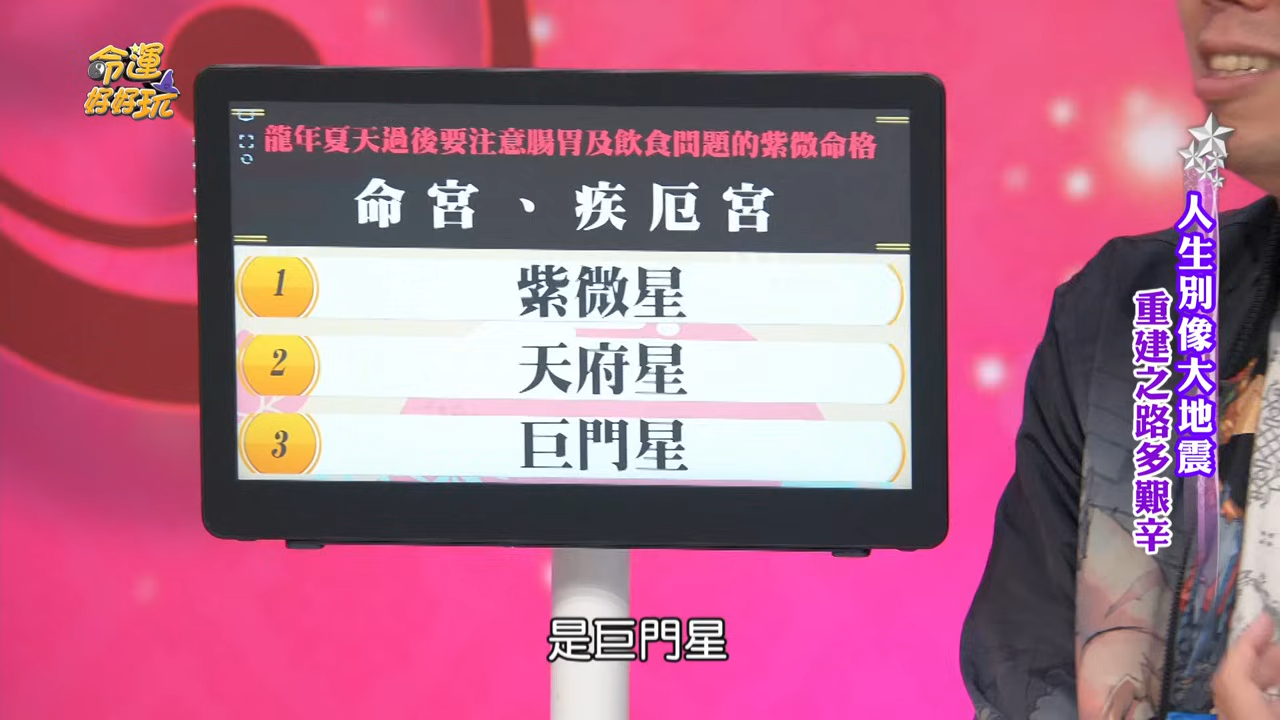 命運
好好玩
龍年夏天過後要注意腸胃及飲食問題的紫微命格
命宮、疾厄宮
1 紫微星
2 天府星
3 巨門星
人生別像大地震
重建之路多艱辛
是巨門星